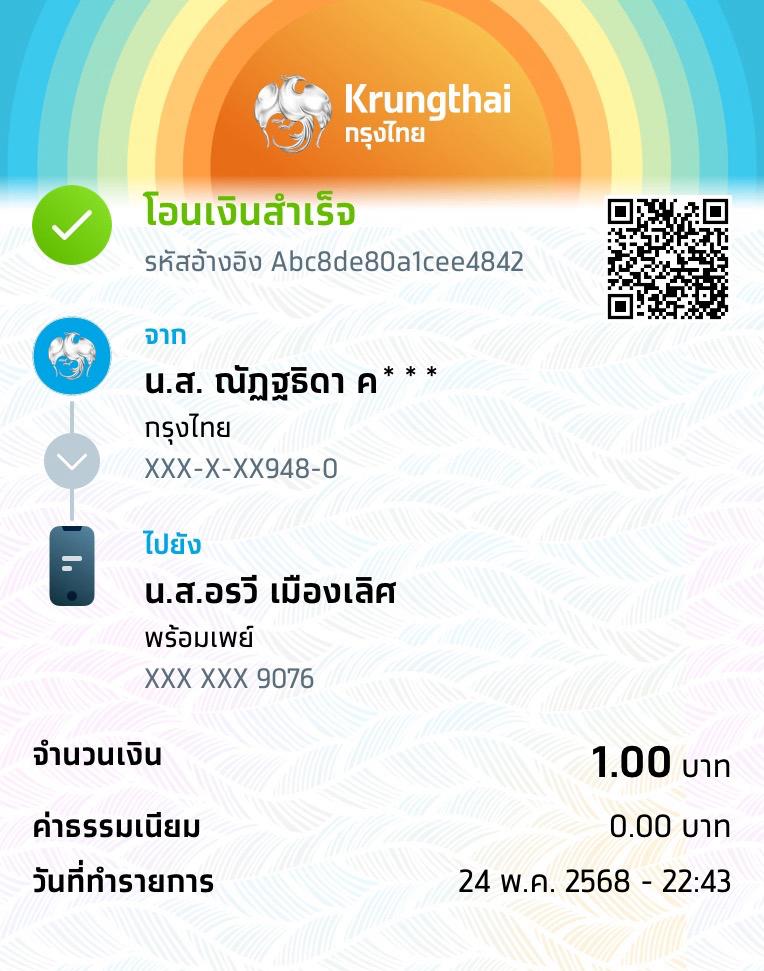 Krungthai
กรุงไทย
โอนเงินสำเร็จ
รหัสอ้างอิง Abc8de80a1cee4842
จาก
น.ส. ณัฏฐธิดา ค* * *
กรุงไทย
XXX-X-XX948-0
ไปยัง
น.ส.อรวี เมืองเลิศ
พร้อมเพย์
XXX XXX 9076
จำนวนเงิน 1.00 บาท
ค่าธรรมเนียม 0.00 บาท
วันที่ทำรายการ 24 พ.ค. 2568 - 22:43